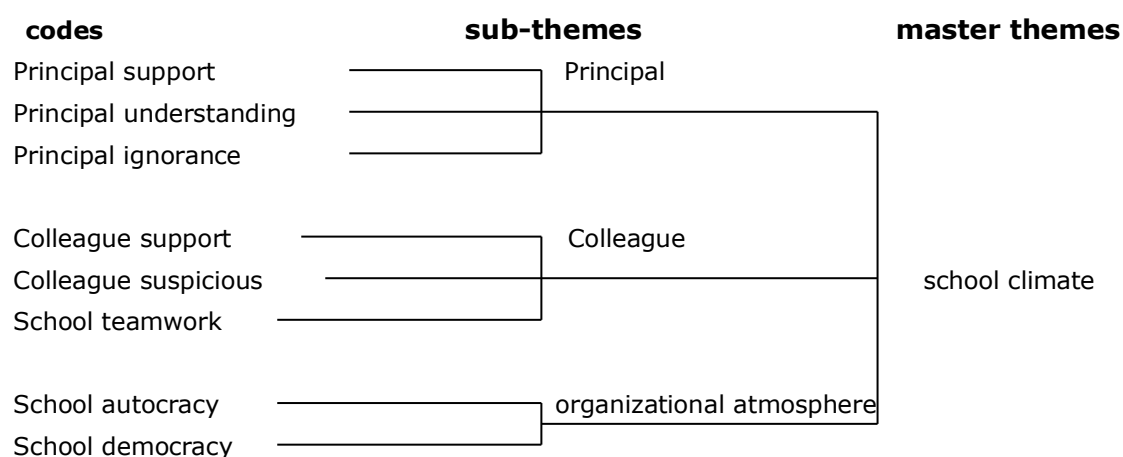 codes sub-themes master themes
Principal support Principal
Principal understanding
Principal ignorance
Colleague support Colleague
Colleague suspicious school climate
School teamwork
School autocracy organizational atmosphere
School democracy